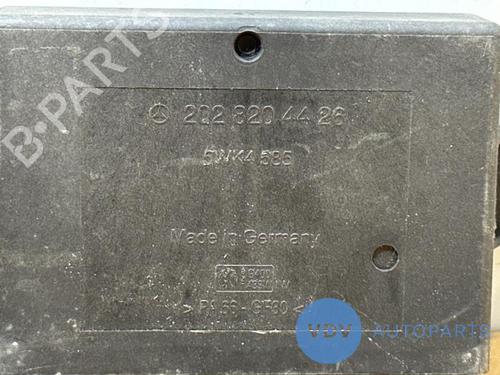 202 820 44 26
5WK4 585
Made in Germany
> PA 66 - GF30 <
B-PARTS
VDV AUTOPARTS